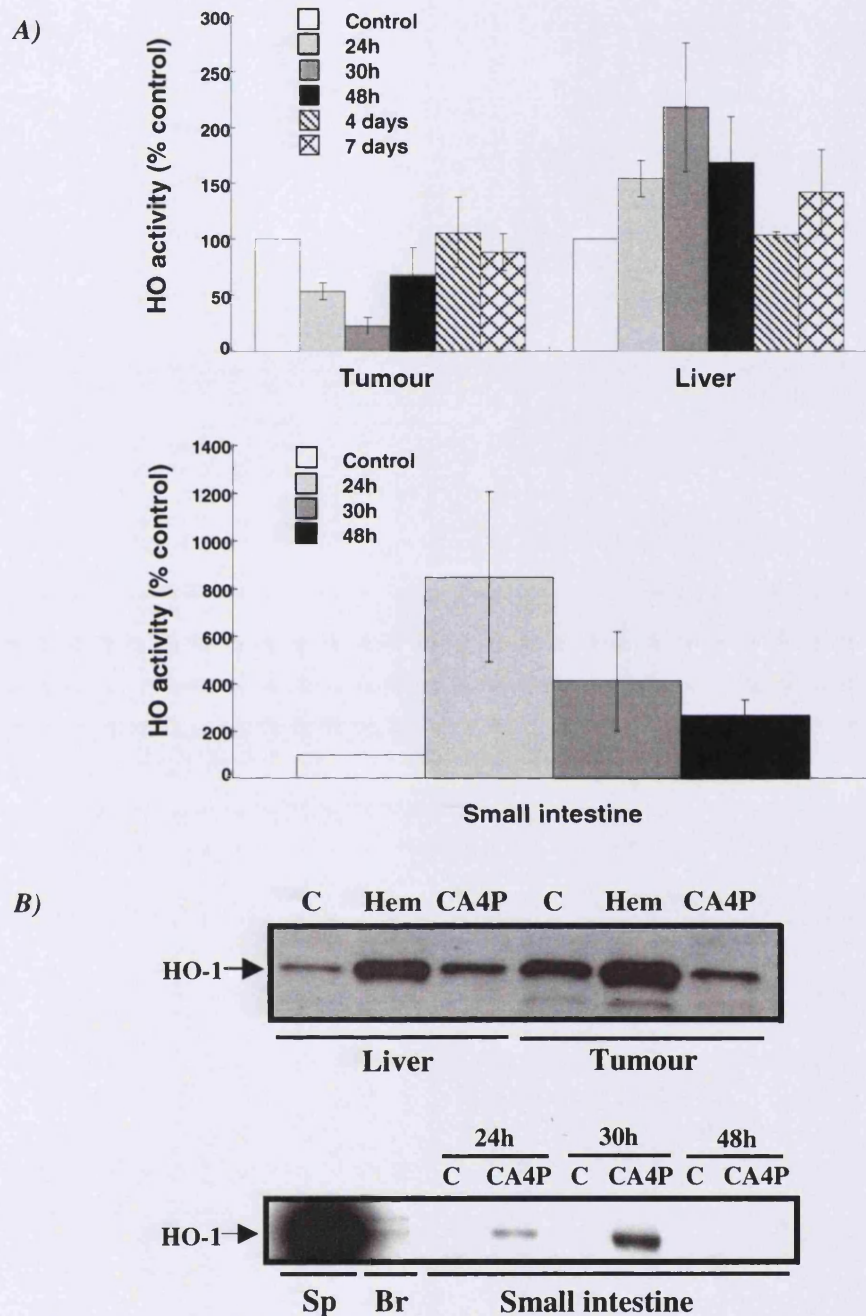 A)
HO activity (% control)
300
250
200
150
100
50
0
Control
24h
30h
48h
4 days
7 days
Tumour Liver
HO activity (% control)
1400
1200
1000
800
600
400
200
0
Control
24h
30h
48h
Small intestine
B)
C Hem CA4P C Hem CA4P
HO-1
Liver Tumour
24h 30h 48h
C CA4P C CA4P C CA4P
HO-1
Sp Br Small intestine